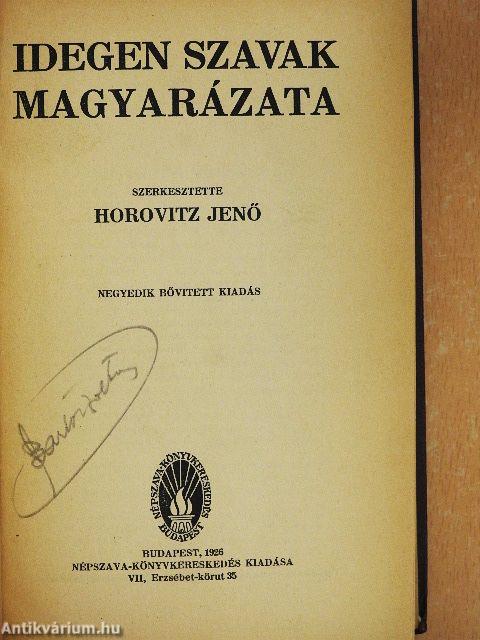 IDEGEN SZAVAK
MAGYARÁZATA
SZERKESZTETTE
HOROVITZ JENŐ
NEGYEDIK BŐVITETT KIADÁS
NÉPSZAVA-KÖNYVKERESKEDÉS
BUDAPEST
BUDAPEST, 1926
NÉPSZAVA-KÖNYVKERESKEDÉS KIADÁSA
VII, Erzsébet-körut 35
Antikvárium.hu